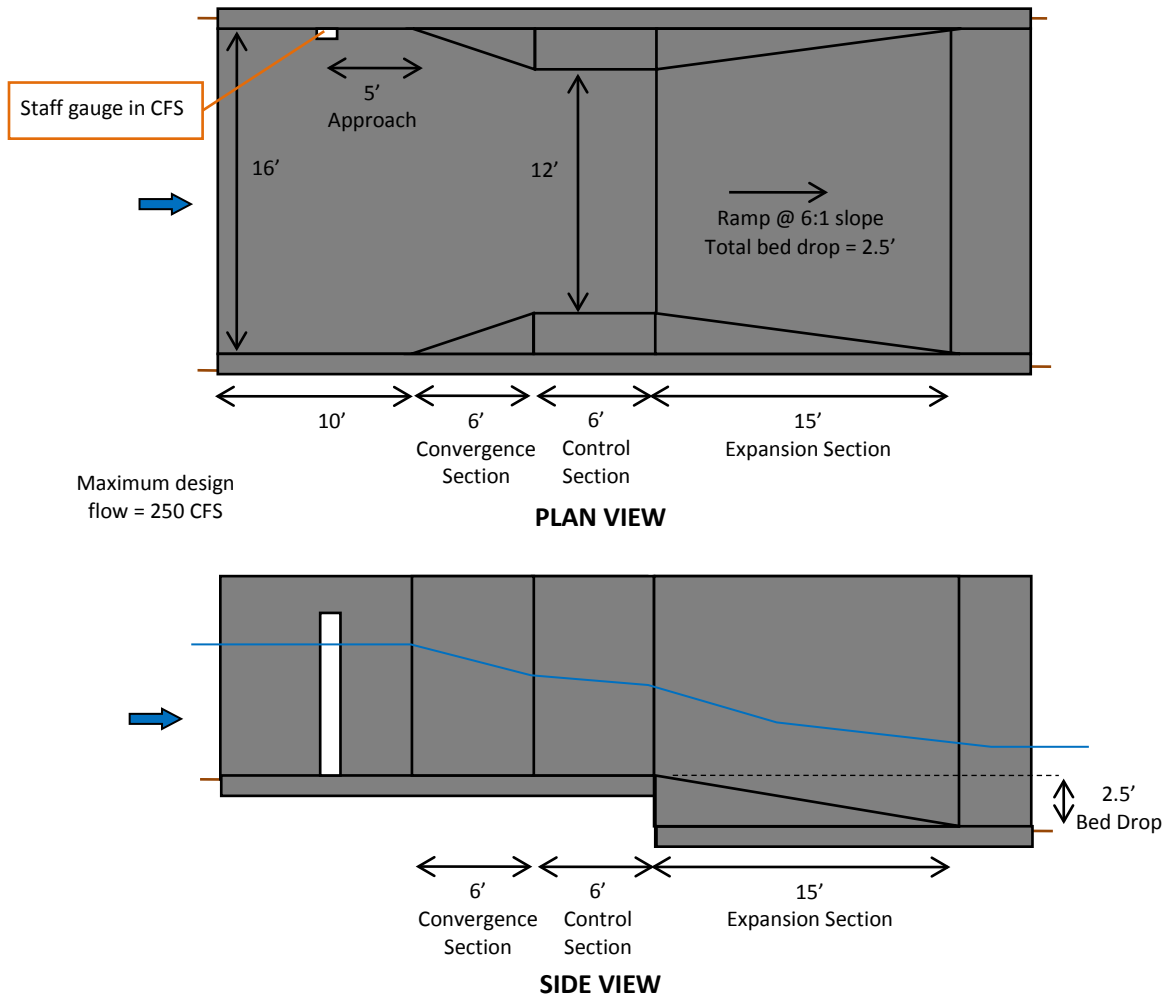 Staff gauge in CFS
5’
Approach
16’
12’
Ramp @ 6:1 slope
Total bed drop = 2.5’
10’
6’
Convergence
Section
6’
Control
Section
15’
Expansion Section
Maximum design
flow = 250 CFS
PLAN VIEW
2.5’
Bed Drop
6’
Convergence
Section
6’
Control
Section
15’
Expansion Section
SIDE VIEW